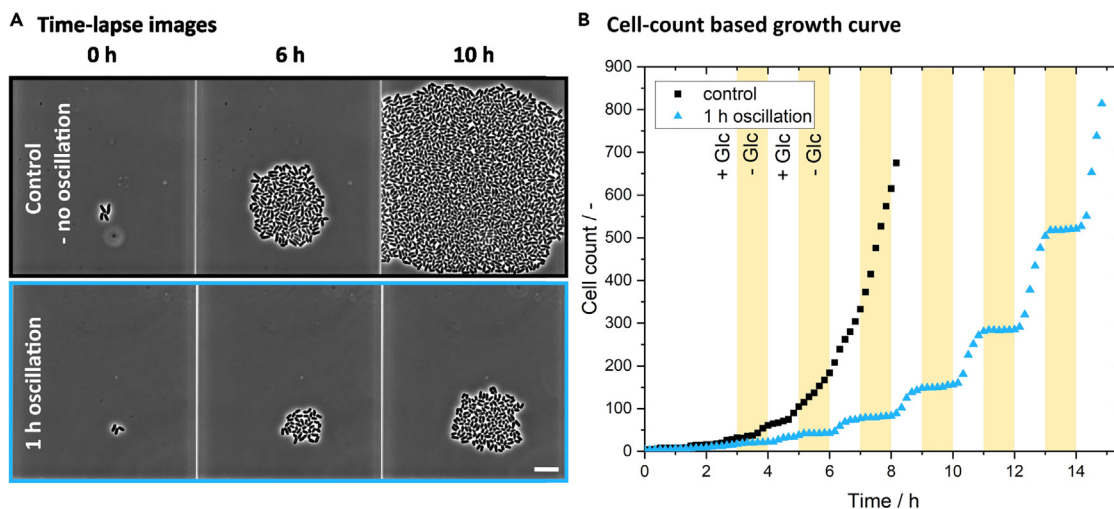 A Time-lapse images
0 h 6 h 10 h
Control
- no oscillation
1 h oscillation
B Cell-count based growth curve
control
1 h oscillation
+ Glc
- Glc
+ Glc
- Glc
Cell count / -
900
800
700
600
500
400
300
200
100
0
0 2 4 6 8 10 12 14
Time / h